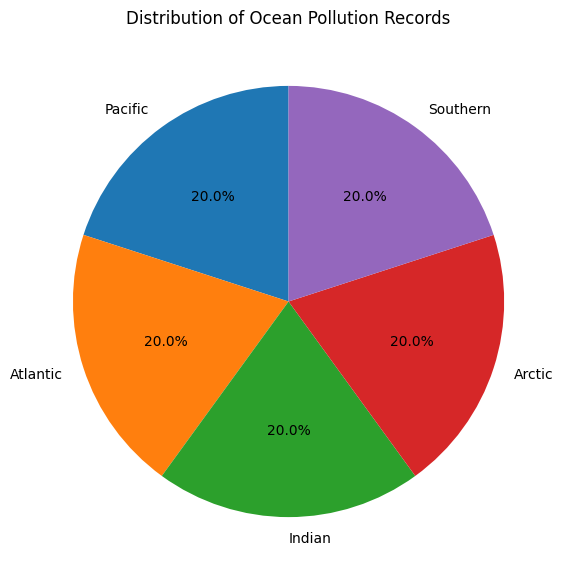 Distribution of Ocean Pollution Records
Pacific
Southern
20.0%
20.0%
20.0%
20.0%
Atlantic
Arctic
20.0%
Indian